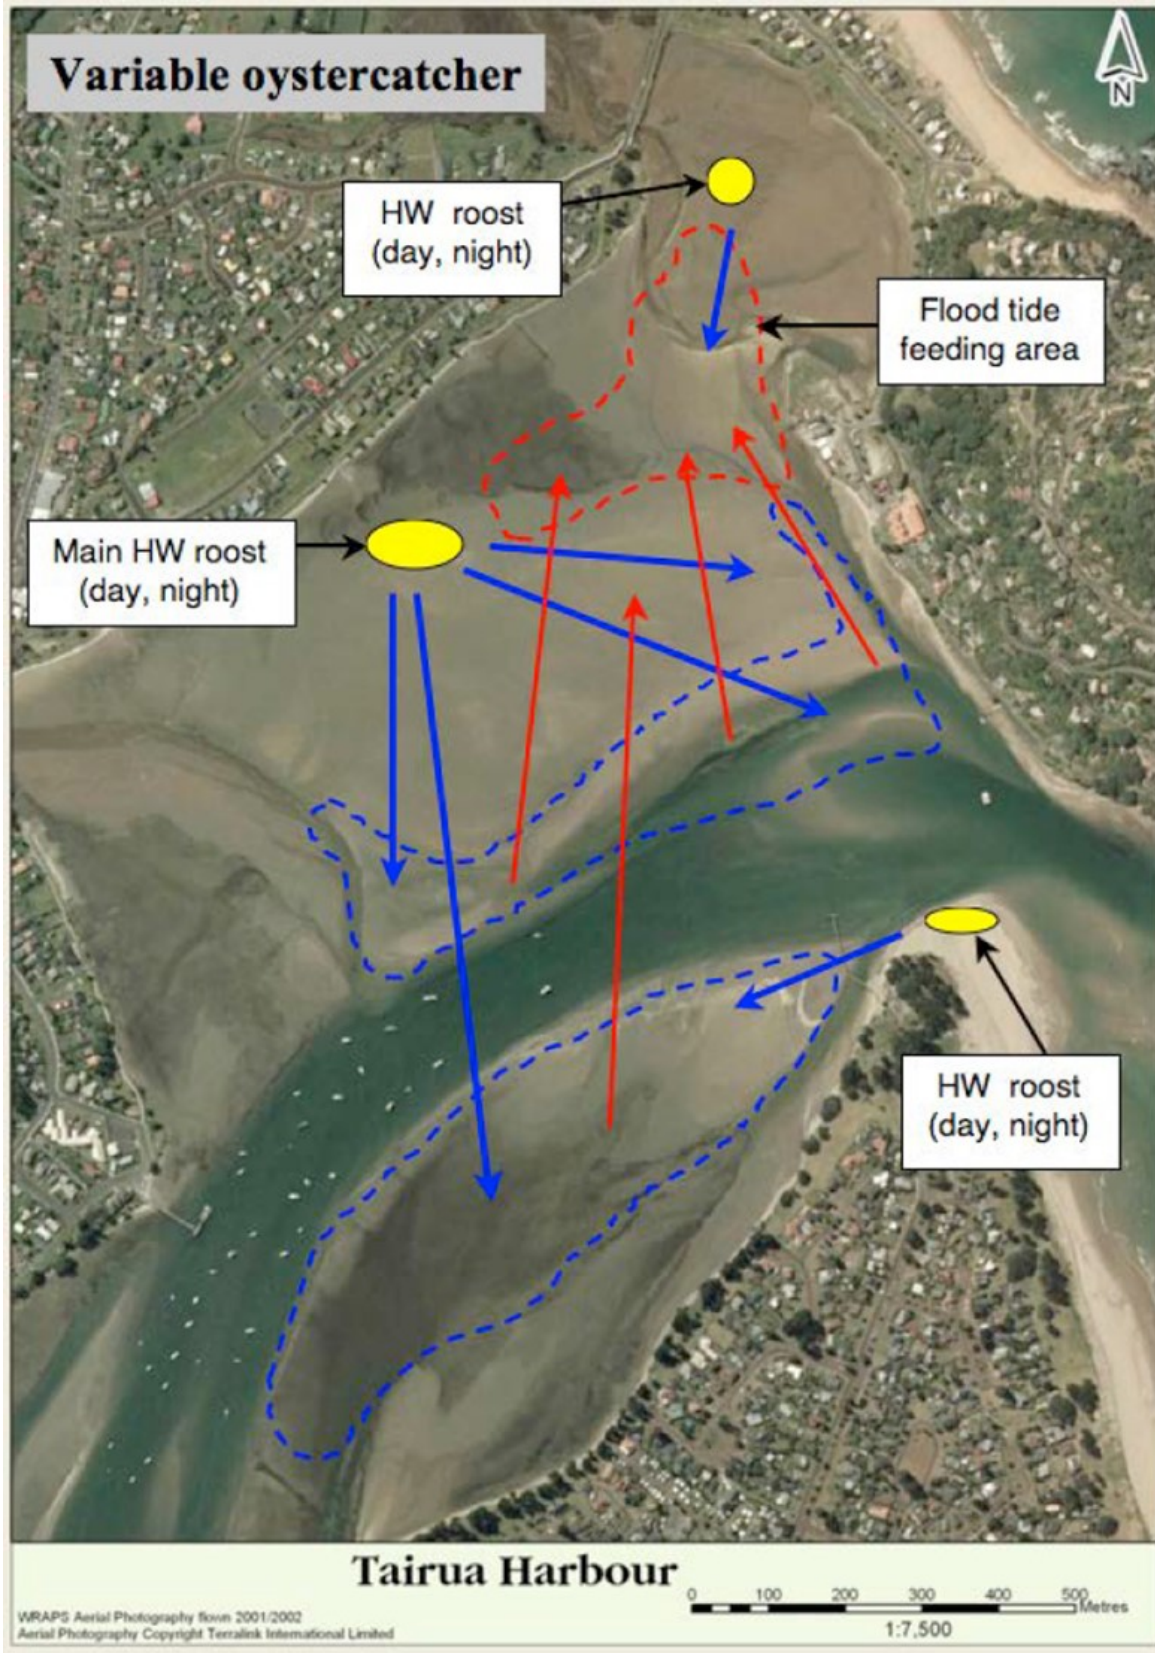 Variable oystercatcher
N
HW roost
(day, night)
Flood tide
feeding area
Main HW roost
(day, night)
HW roost
(day, night)
Tairua Harbour
0 100 200 300 400 500
Metres
1:7,500
WRAPS Aerial Photography flown 2001/2002
Aerial Photography Copyright Terralink International Limited